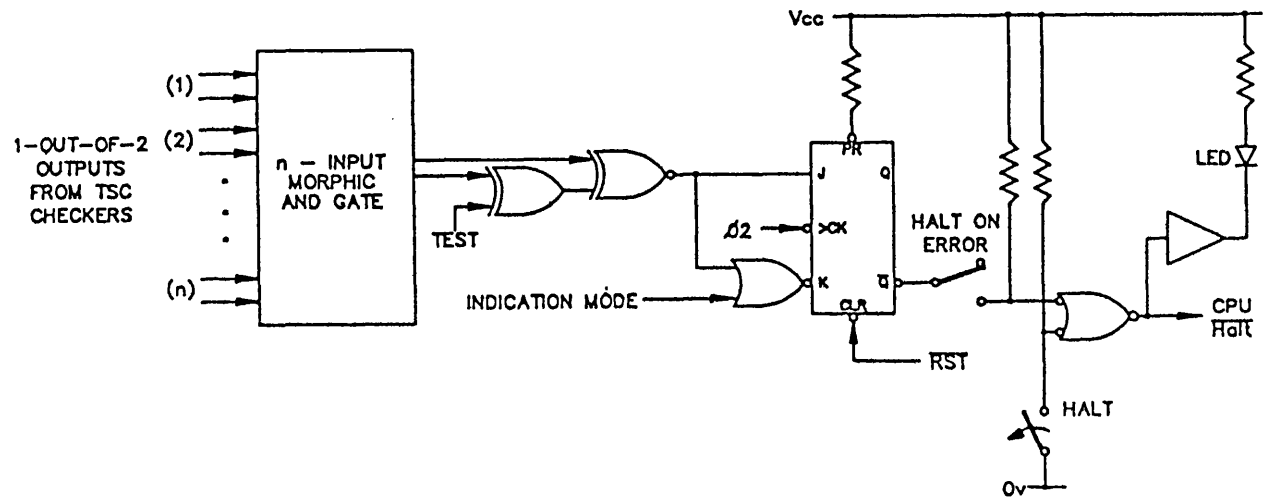 Vcc
(1)
(2)
(n)
1-OUT-OF-2
OUTPUTS
FROM TSC
CHECKERS
n - INPUT
MORPHIC
AND GATE
TEST
INDICATION MODE
PR
J
Q
Ø2
>CK
K
Q
CLR
RST
HALT ON
ERROR
LED
CPU
Halt
HALT
0v